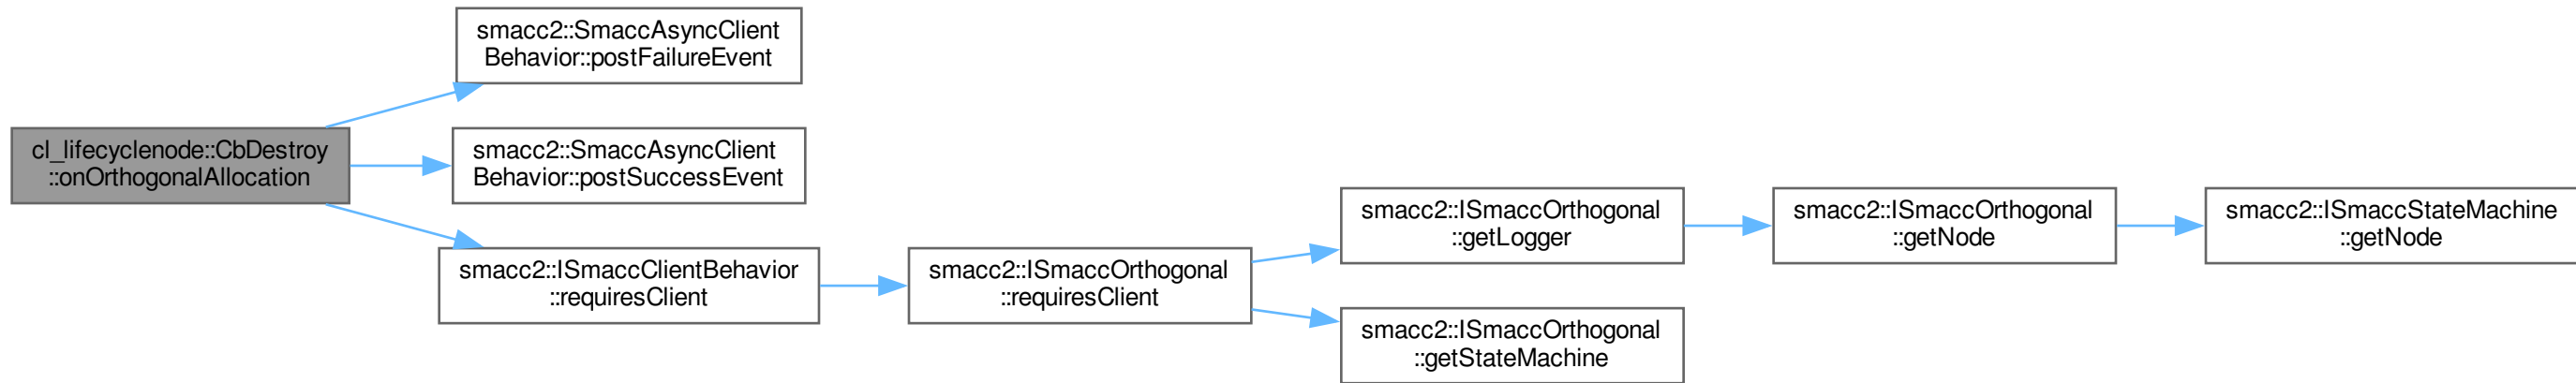 smacc2::SmaccAsyncClient
Behavior::postFailureEvent
cl_lifecyclenode::CbDestroy
::onOrthogonalAllocation
smacc2::SmaccAsyncClient
Behavior::postSuccessEvent
smacc2::ISmaccClientBehavior
::requiresClient
smacc2::ISmaccOrthogonal
::requiresClient
smacc2::ISmaccOrthogonal
::getLogger
smacc2::ISmaccOrthogonal
::getNode
smacc2::ISmaccStateMachine
::getNode
smacc2::ISmaccOrthogonal
::getStateMachine